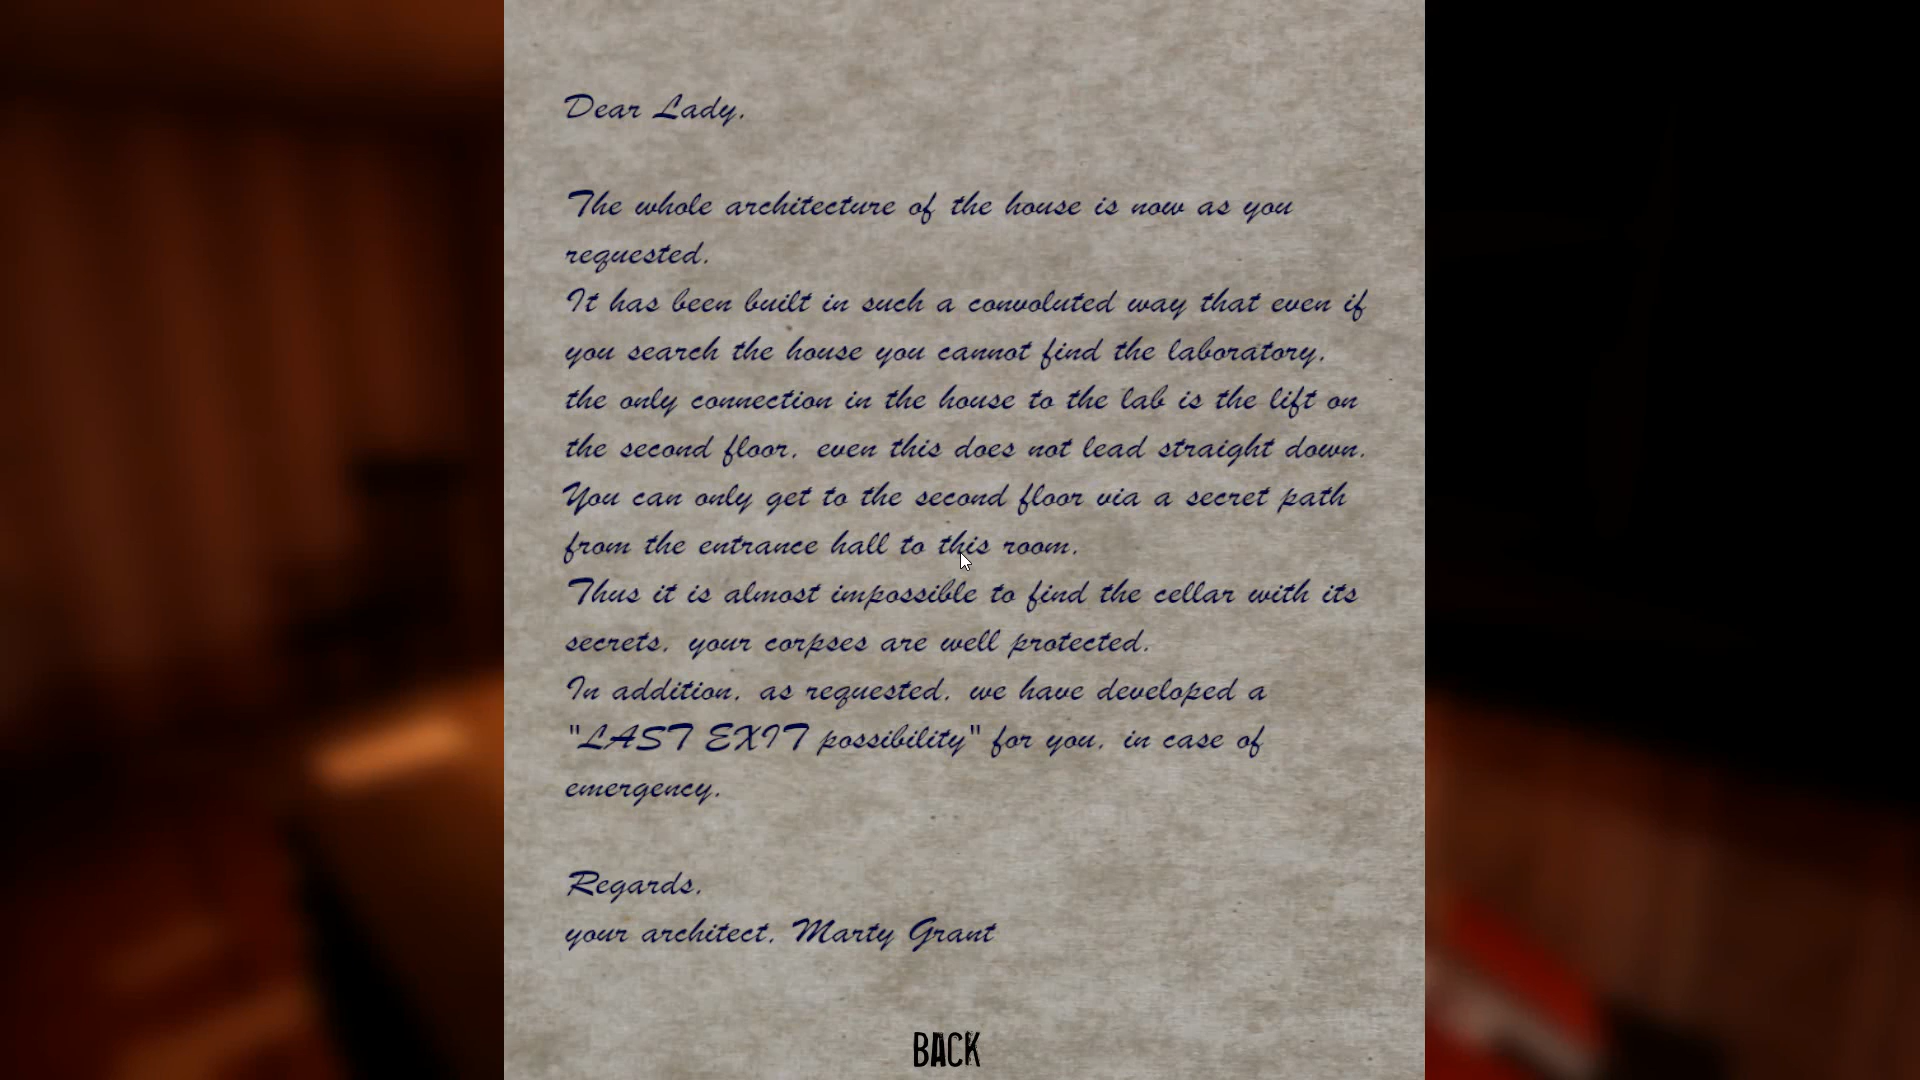 Dear Lady,
The whole architecture of the house is now as you
requested.
It has been built in such a convoluted way that even if
you search the house you cannot find the laboratory,
the only connection in the house to the lab is the lift on
the second floor, even this does not lead straight down.
You can only get to the second floor via a secret path
from the entrance hall to this room.
Thus it is almost impossible to find the cellar with its
secrets, your corpses are well protected.
In addition, as requested, we have developed a
"LAST EXIT possibility" for you, in case of
emergency.
Regards,
your architect, Marty Grant
BACK